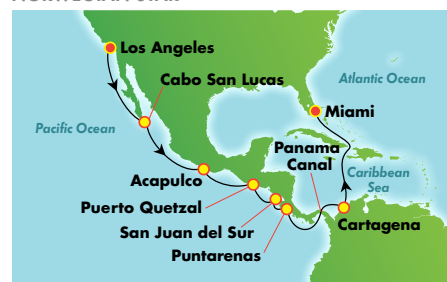 Los Angeles
Cabo San Lucas
Atlantic Ocean
Miami
Pacific Ocean
Panama
Canal
Caribbean
Sea
Acapulco
Puerto Quetzal
San Juan del Sur
Cartagena
Puntarenas